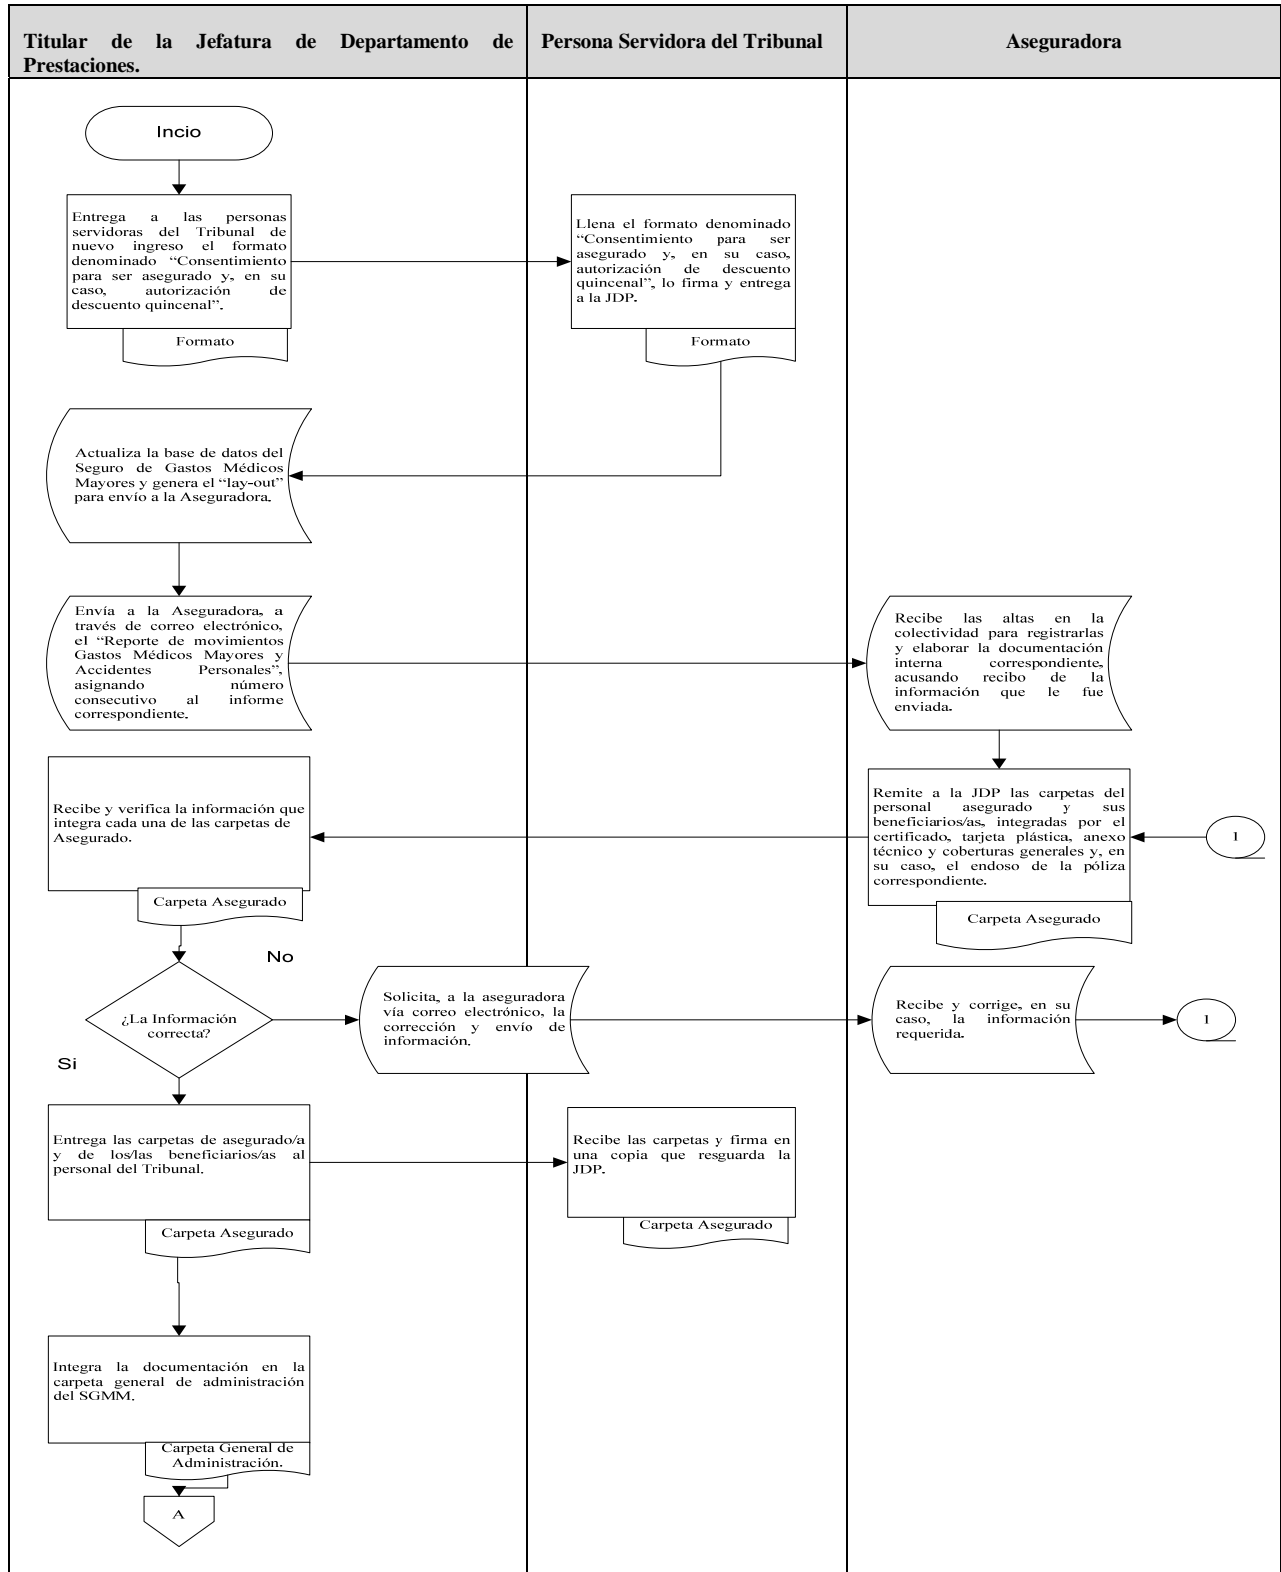 Titular de la Jefatura de Departamento de
Prestaciones.
Persona Servidora del Tribunal
Aseguradora
Incio
Entrega a las personas
servidoras del Tribunal de
nuevo ingreso el formato
denominado “Consentimiento
para ser asegurado y, en su
caso, autorización de
descuento quincenal”.
Formato
Llena el formato denominado
“Consentimiento para ser
asegurado y, en su caso,
autorización de descuento
quincenal”, lo firma y entrega
a la JDP.
Formato
Actualiza la base de datos del
Seguro de Gastos Médicos
Mayores y genera el “lay-out”
para envío a la Aseguradora.
Envía a la Aseguradora, a
través de correo electrónico,
el “Reporte de movimientos
Gastos Médicos Mayores y
Accidentes Personales”,
asignando número
consecutivo al informe
correspondiente.
Recibe las altas en la
colectividad para registrarlas
y elaborar la documentación
interna correspondiente,
acusando recibo de la
información que le fue
enviada.
Recibe y verifica la información que
integra cada una de las carpetas de
Asegurado.
Carpeta Asegurado
Remite a la JDP las carpetas del
personal asegurado y sus
beneficiarios/as, integradas por el
certificado, tarjeta plástica, anexo
técnico y coberturas generales y, en
su caso, el endoso de la póliza
correspondiente.
Carpeta Asegurado
1
No
¿La Información
correcta?
Si
Solicita, a la aseguradora
vía correo electrónico, la
corrección y envío de
información.
Recibe y corrige, en su
caso, la información
requerida.
1
Entrega las carpetas de asegurado/a
y de los/las beneficiarios/as al
personal del Tribunal.
Carpeta Asegurado
Recibe las carpetas y firma en
una copia que resguarda la
JDP.
Carpeta Asegurado
Integra la documentación en la
carpeta general de administración
del SGMM.
Carpeta General de
Administración.
A